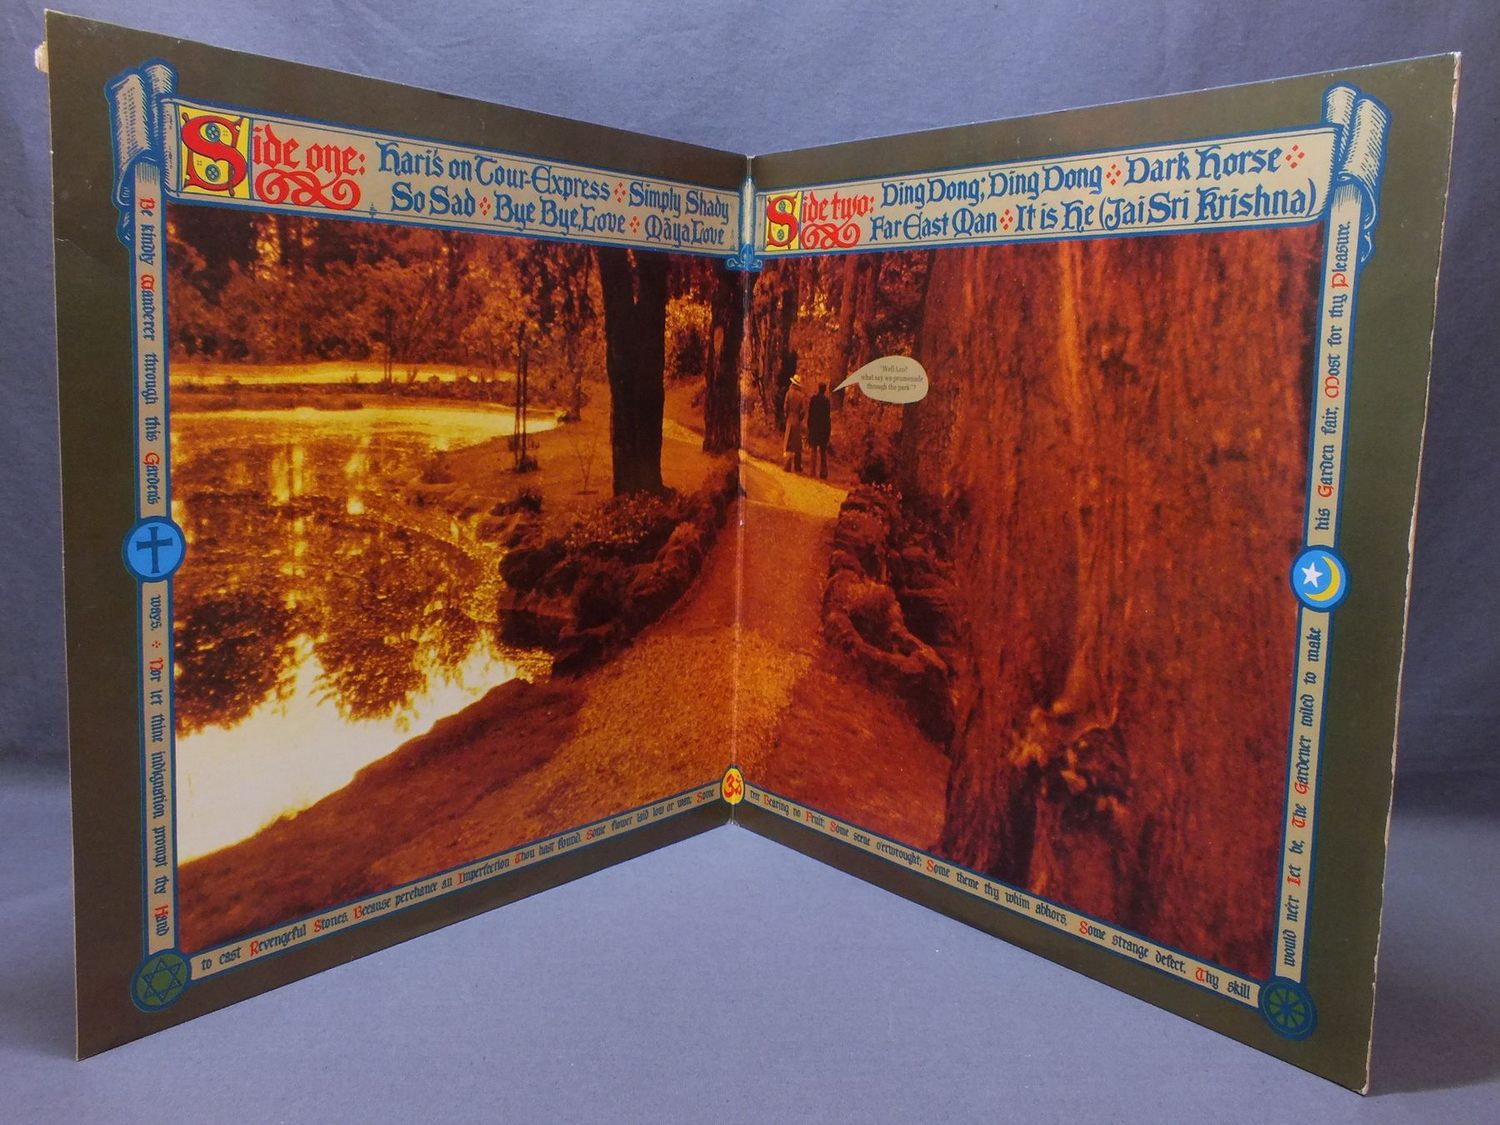 Side one: Hari's on Tour-Express Simply Shady
So Sad Bye Bye, Love Māya Love
Side two: Ding Dong; Ding Dong Dark Horse
Far East Man It is He (Jai Sri Krishna)
"Well Leo!
what say we promenade
through the park"?
Be kindly Wanderer through this Garden's
ways. Nor let thine indignation prompt thy Hand
to cast Revengeful Stones. Because perchance an Imperfection Thou hast found. Some flower laid low or wan; Some
tree Bearing no Fruit; Some scene o'erwrought; Some theme thy whim abhors. Some strange defect. Thy skill
would ne'er Let be. The Gardener wiled to make
his Garden fair, Most for thy Pleasure